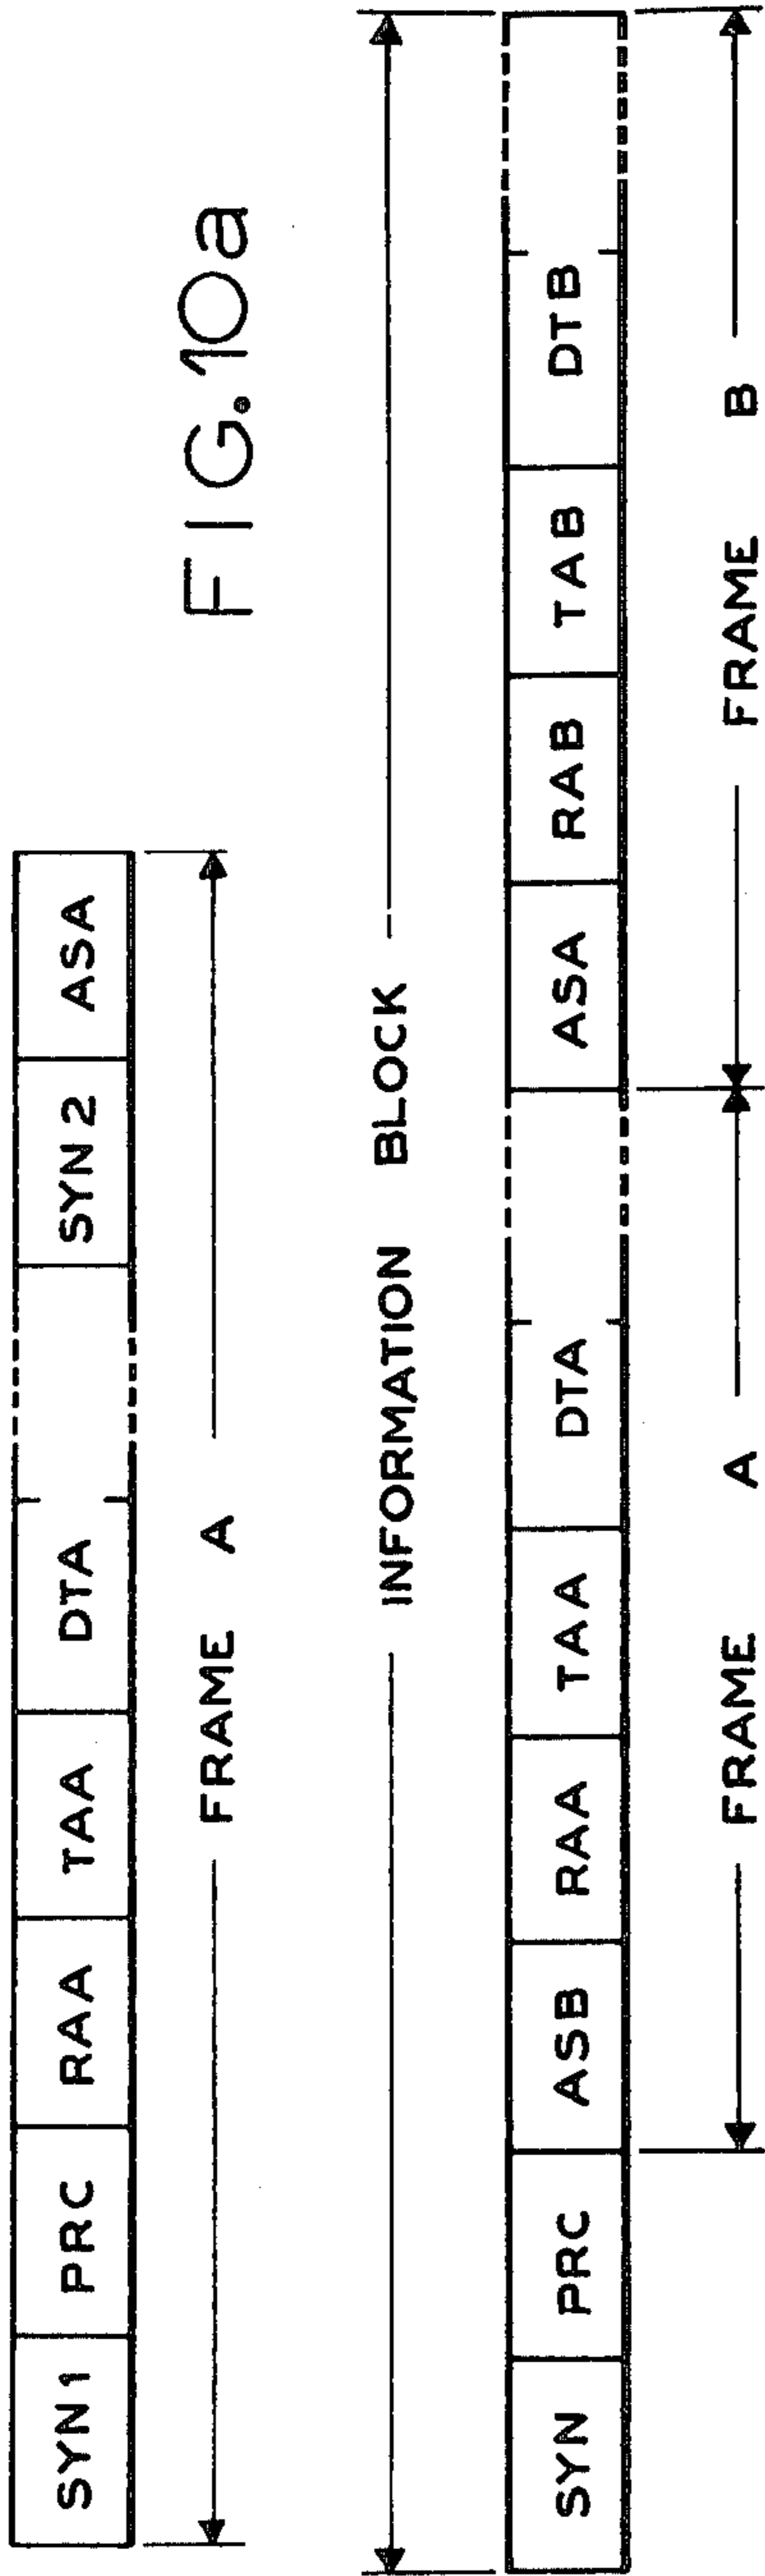 FIG.10a
SYN1 PRC RAA TAA DTA SYN2 ASA
FRAME A
INFORMATION BLOCK
SYN PRC ASB RAA TAA DTA ASA RAB TAB DTB
FRAME A FRAME B